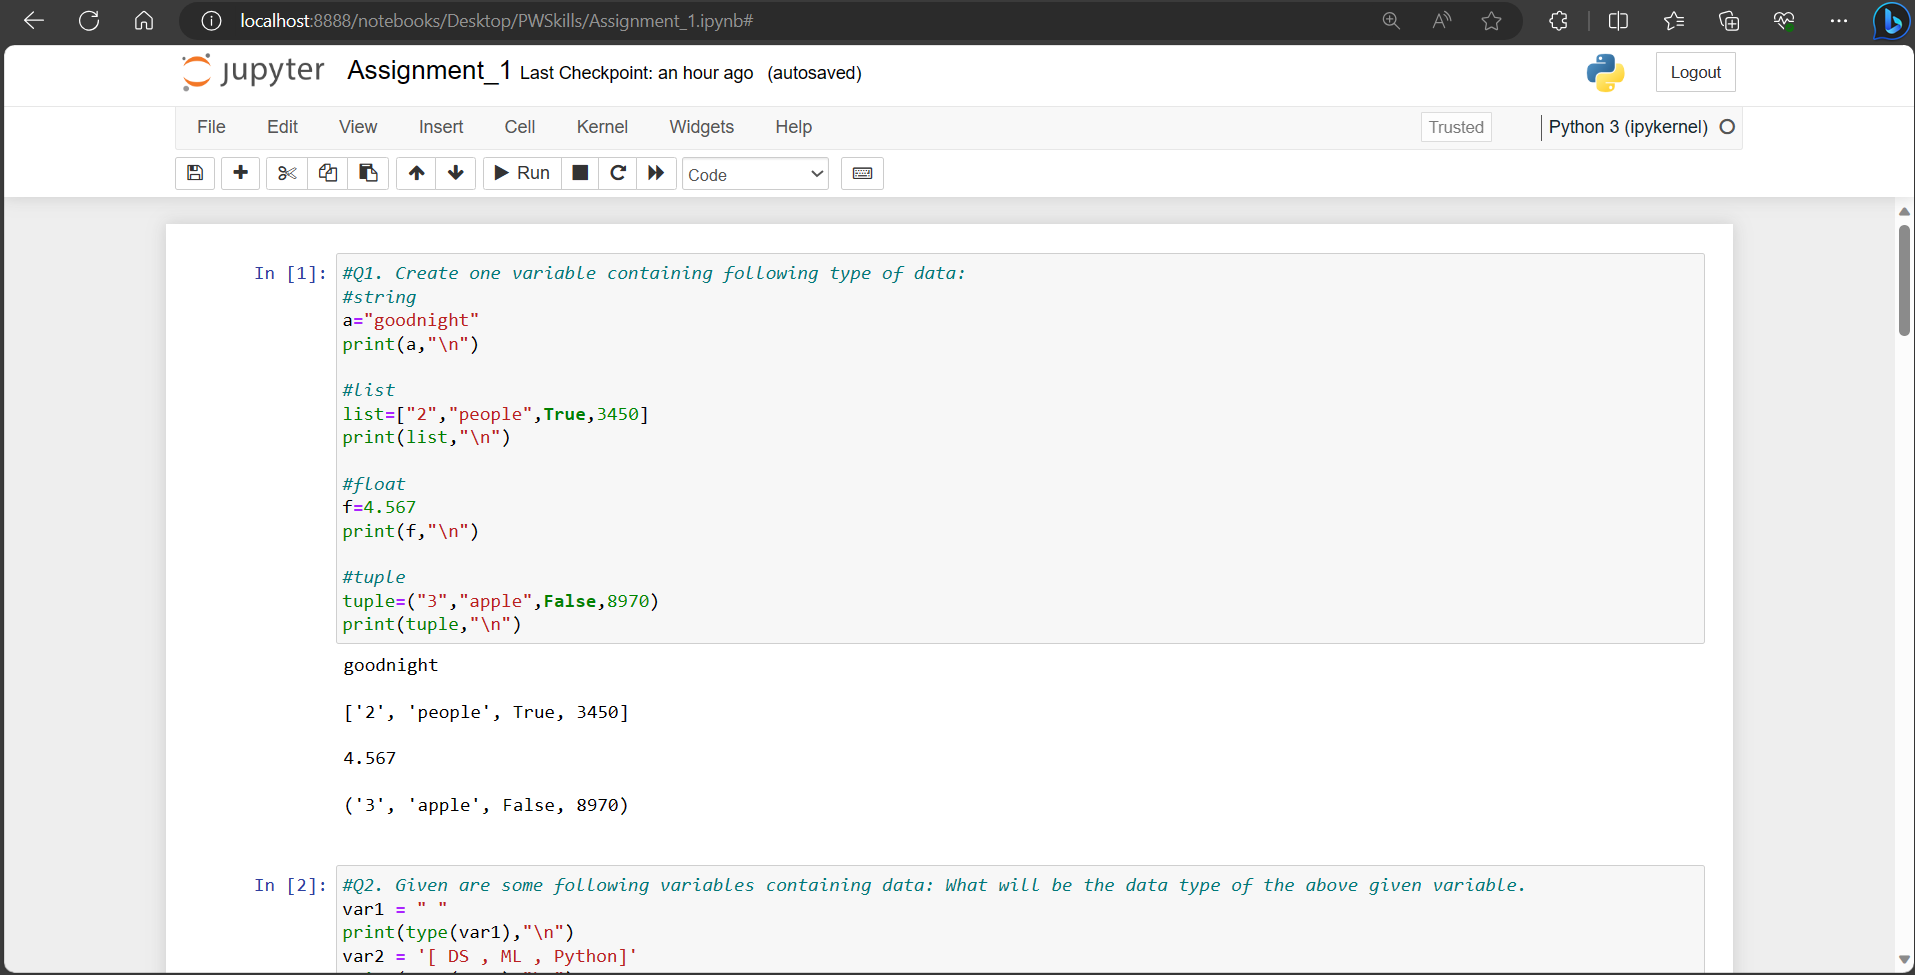 localhost:8888/notebooks/Desktop/PWSkills/Assignment_1.ipynb#
jupyter Assignment_1 Last Checkpoint: an hour ago (autosaved) Logout
File Edit View Insert Cell Kernel Widgets Help Trusted Python 3 (ipykernel)
Run Code
In [1]: #Q1. Create one variable containing following type of data:
#string
a="goodnight"
print(a,"\n")
#list
list=["2","people",True,3450]
print(list,"\n")
#float
f=4.567
print(f,"\n")
#tuple
tuple=("3","apple",False,8970)
print(tuple,"\n")
goodnight
['2', 'people', True, 3450]
4.567
('3', 'apple', False, 8970)
In [2]: #Q2. Given are some following variables containing data: What will be the data type of the above given variable.
var1 = " "
print(type(var1),"\n")
var2 = '[ DS , ML , Python]'